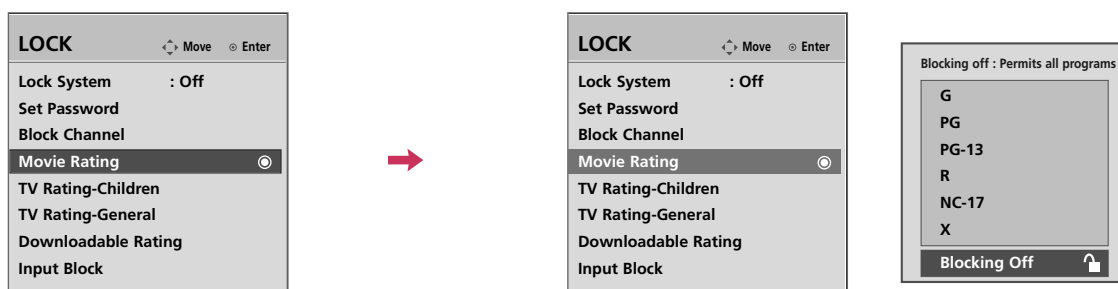 LOCK Move Enter
Lock System : Off
Set Password
Block Channel
Movie Rating
TV Rating-Children
TV Rating-General
Downloadable Rating
Input Block
LOCK Move Enter
Lock System : Off
Set Password
Block Channel
Movie Rating
TV Rating-Children
TV Rating-General
Downloadable Rating
Input Block
Blocking off : Permits all programs
G
PG
PG-13
R
NC-17
X
Blocking Off